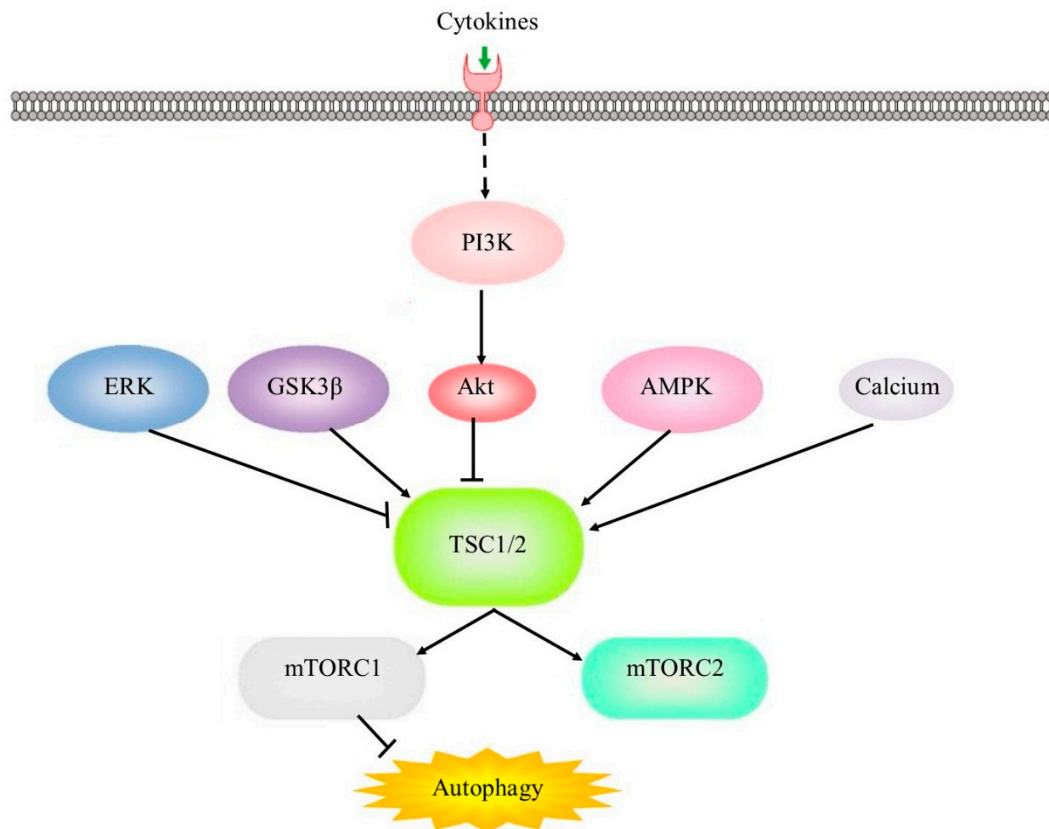 Cytokines
PI3K
ERK
GSK3β
Akt
AMPK
Calcium
TSC1/2
mTORC1
mTORC2
Autophagy